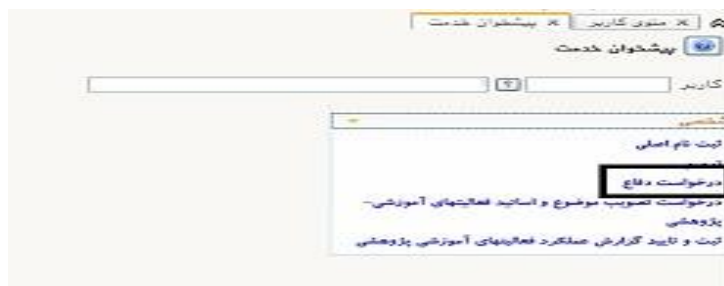 منوی کاربر × پیشخوان خدمت ×
پیشخوان خدمت
کاربر ?
ثبت نام اصلی
درخواست دفاع
درخواست تصویب موضوع و اساتید فعالیتهای آموزشی-
پژوهشی
ثبت و تایید گزارش عملکرد فعالیتهای آموزشی پژوهشی